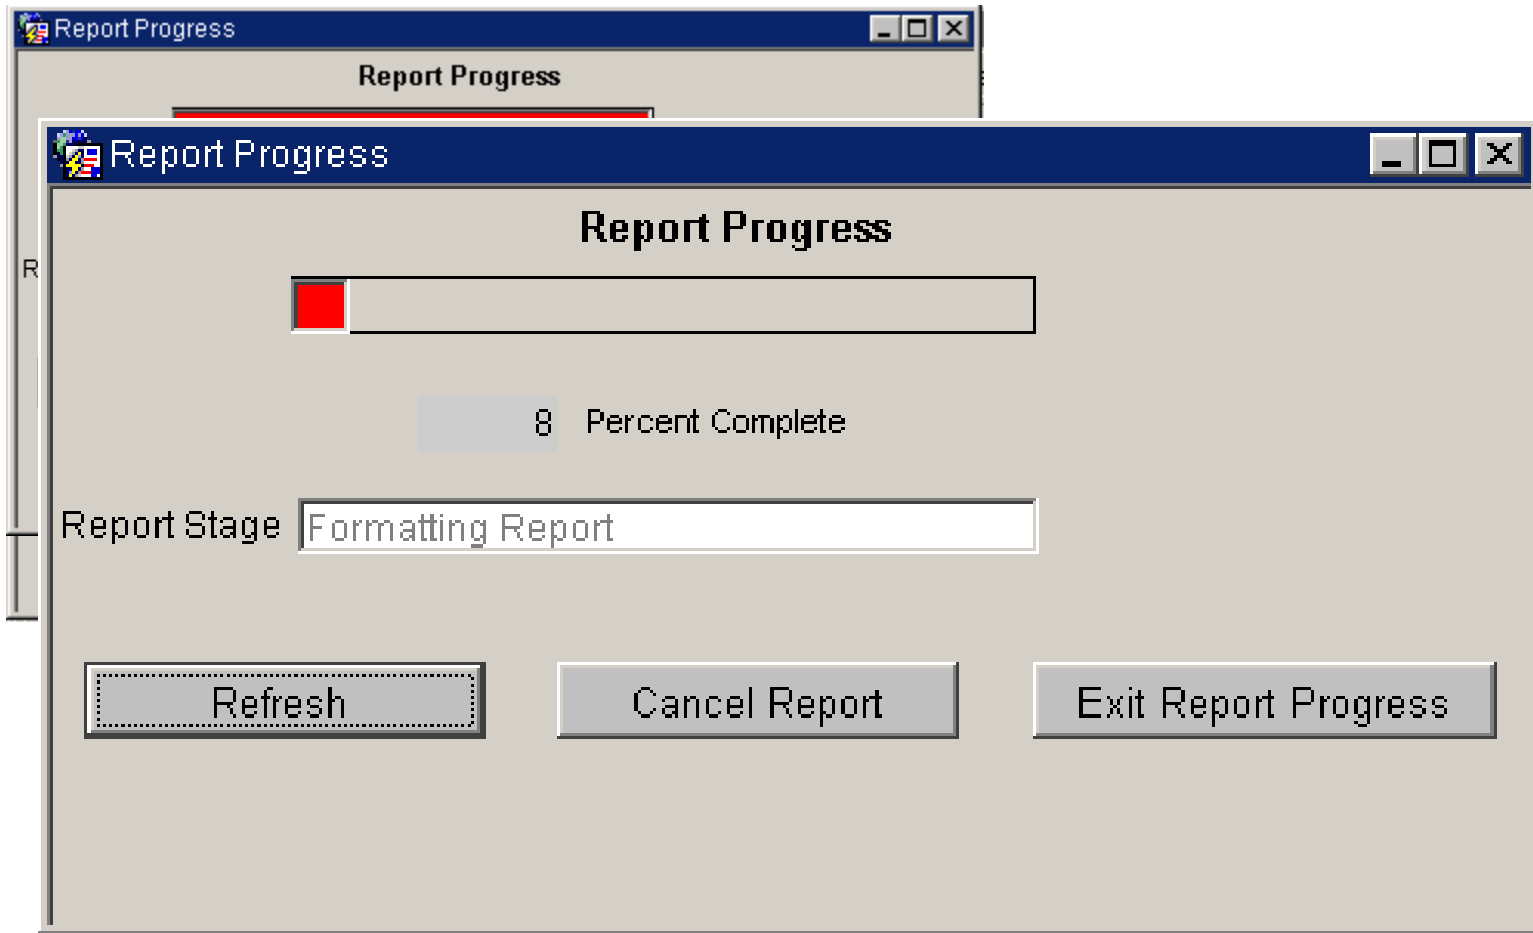 Report Progress
Report Progress
R
Report Progress
Report Progress
8 Percent Complete
Report Stage Formatting Report
Refresh Cancel Report Exit Report Progress